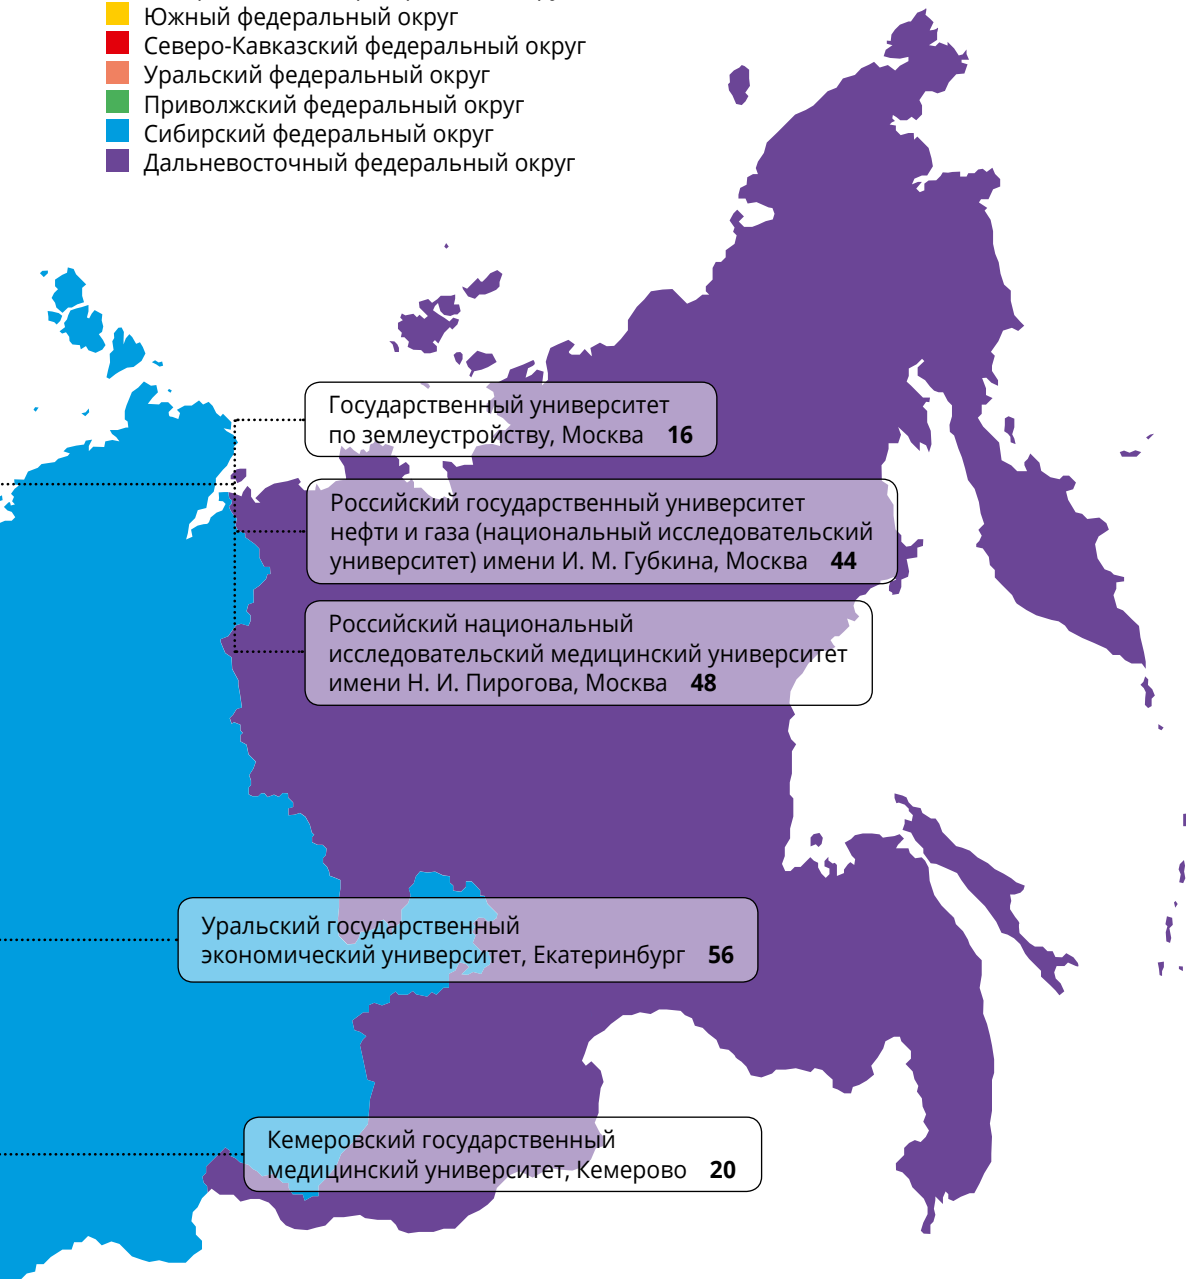 Южный федеральный округ
Северо-Кавказский федеральный округ
Уральский федеральный округ
Приволжский федеральный округ
Сибирский федеральный округ
Дальневосточный федеральный округ
Государственный университет
по землеустройству, Москва 16
Российский государственный университет
нефти и газа (национальный исследовательский
университет) имени И. М. Губкина, Москва 44
Российский национальный
исследовательский медицинский университет
имени Н. И. Пирогова, Москва 48
Уральский государственный
экономический университет, Екатеринбург 56
Кемеровский государственный
медицинский университет, Кемерово 20